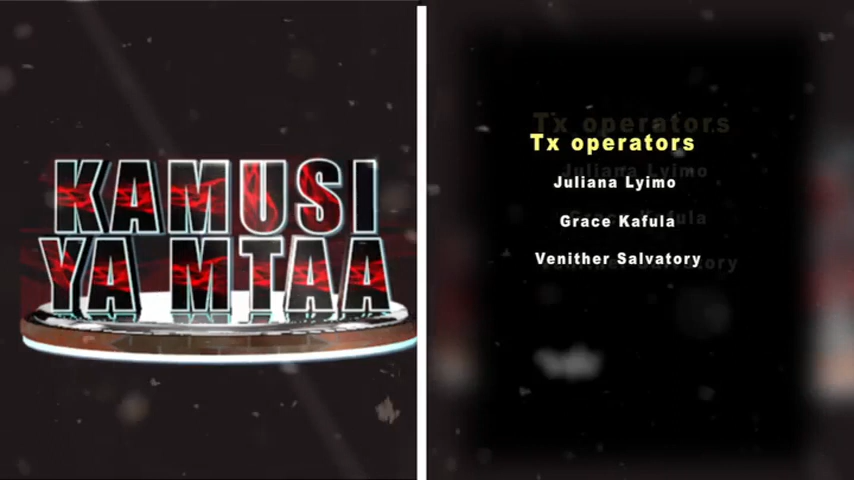 KAMUSI
YA MTAA
Tx operators
Juliana Lyimo
Grace Kafula
Venither Salvatory